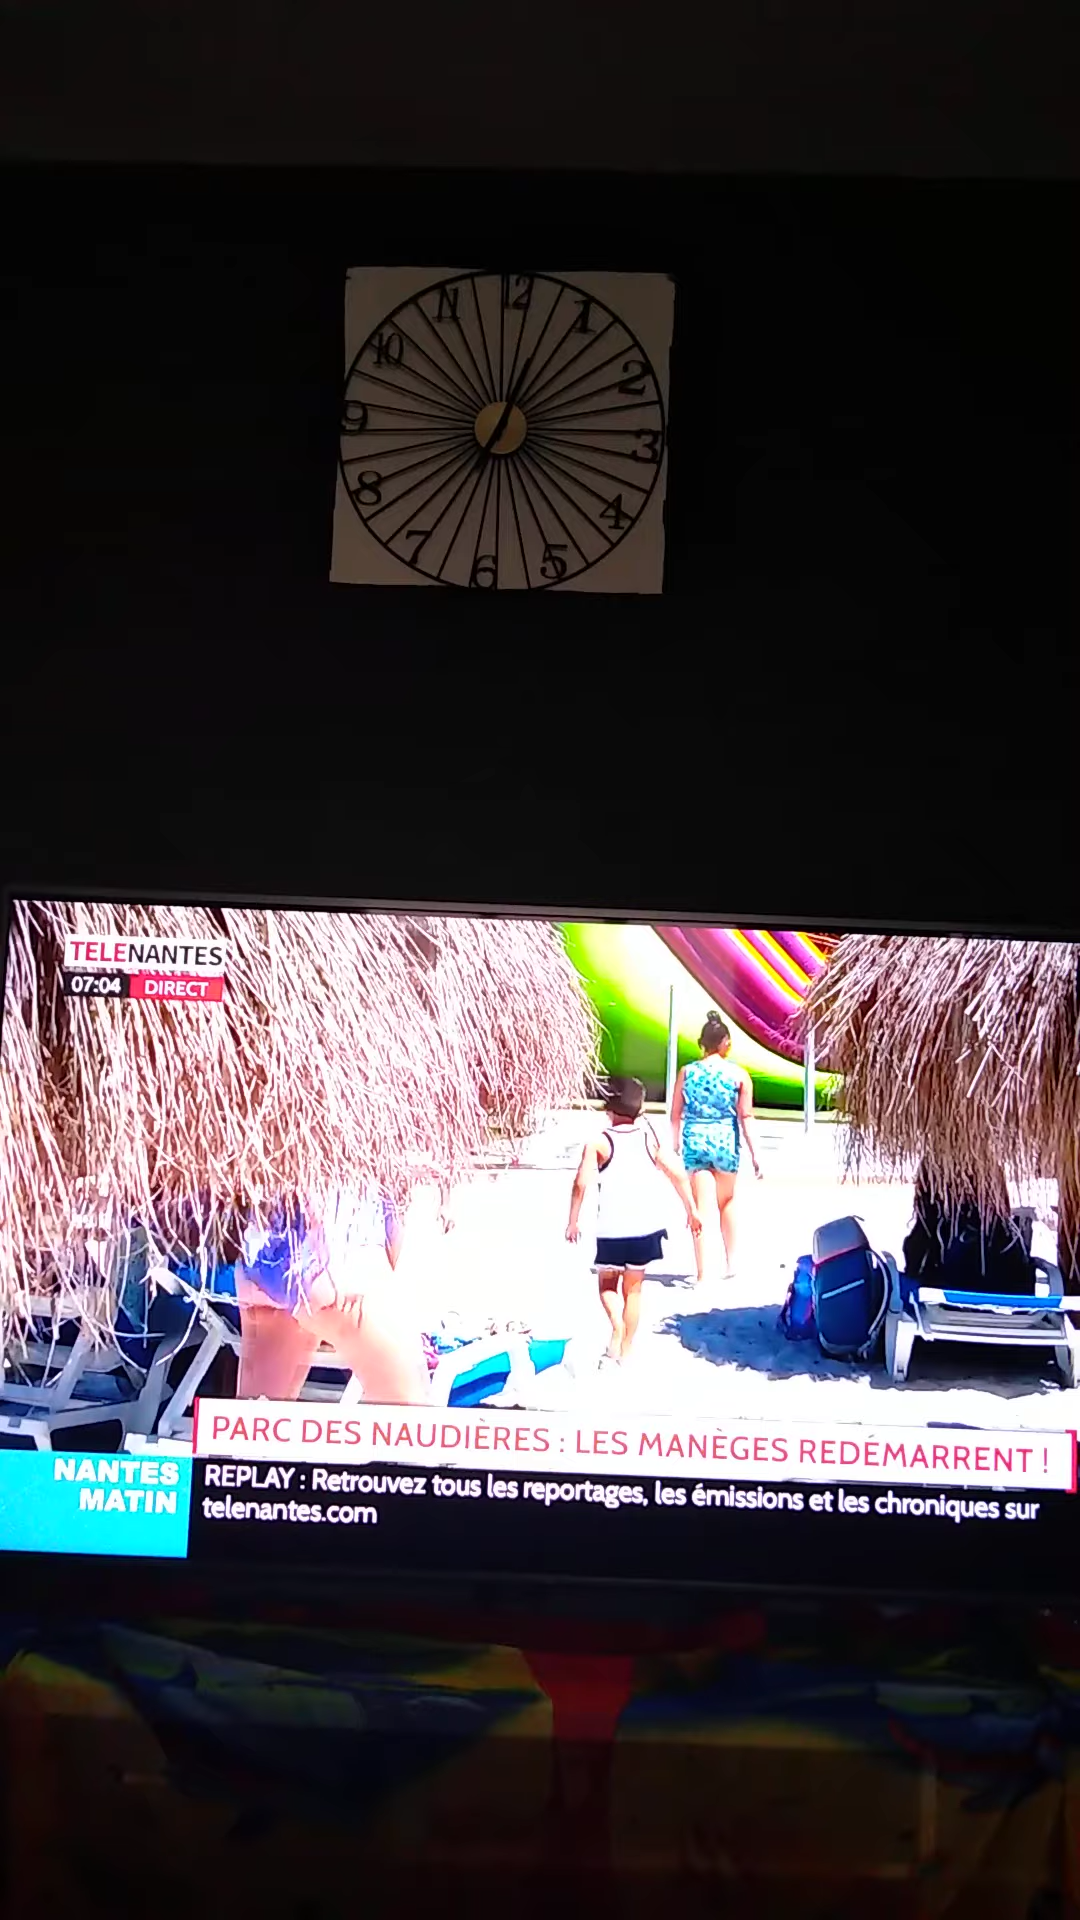 12
11
1
10
2
9
3
8
4
7
5
6
TELENANTES
07:04 DIRECT
PARC DES NAUDIÈRES : LES MANÈGES REDÉMARRENT !
NANTES
MATIN
REPLAY : Retrouvez tous les reportages, les émissions et les chroniques sur
telenantes.com